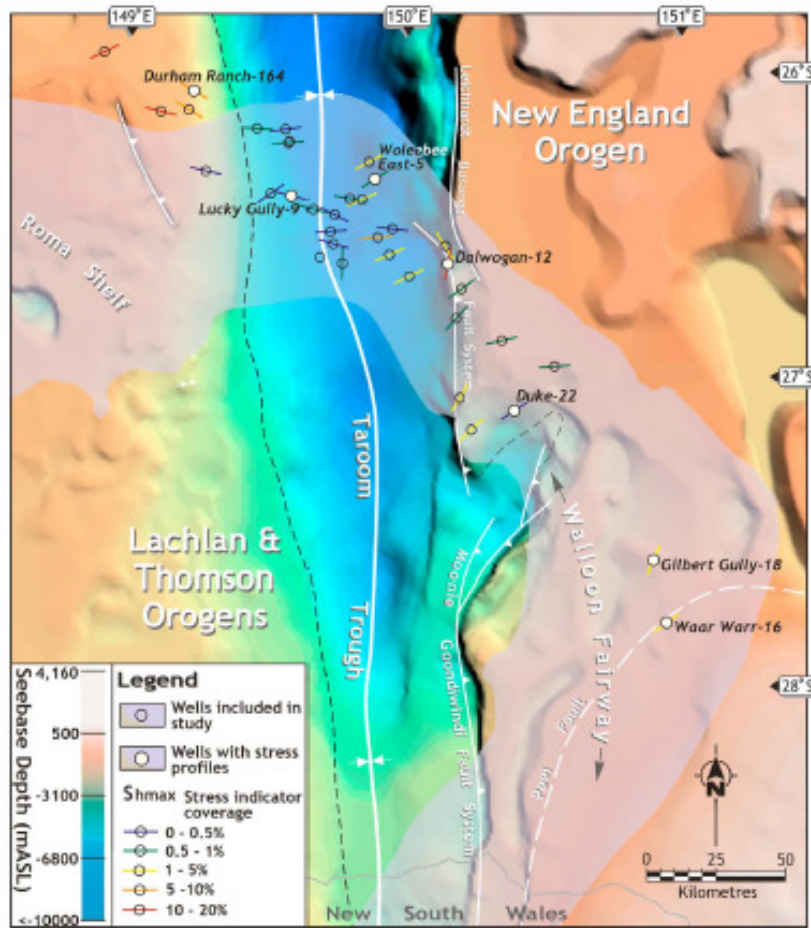 149°E
150°E
151°E
26°S
Durham Ranch-164
New England
Orogen
Woleebee
East-5
Leichhardt Burunga
Fault System
Lucky Gully-9
Roma Shelf
Dalwogan-12
27°S
Duke-22
Taroom
Trough
Lachlan &
Thomson
Orogens
Walloon Fairway
Gilbert Gully-18
Waar Warr-16
Moonie
Goondiwindi Fault System
28°S
Peel Fault
Seebase Depth (mASL)
4,160
500
-3100
-6800
<-10000
Legend
Wells included in
study
Wells with stress
profiles
Shmax Stress indicator
coverage
0 - 0.5%
0.5 - 1%
1 - 5%
5 -10%
10 - 20%
N
0 25 50
Kilometres
New South Wales